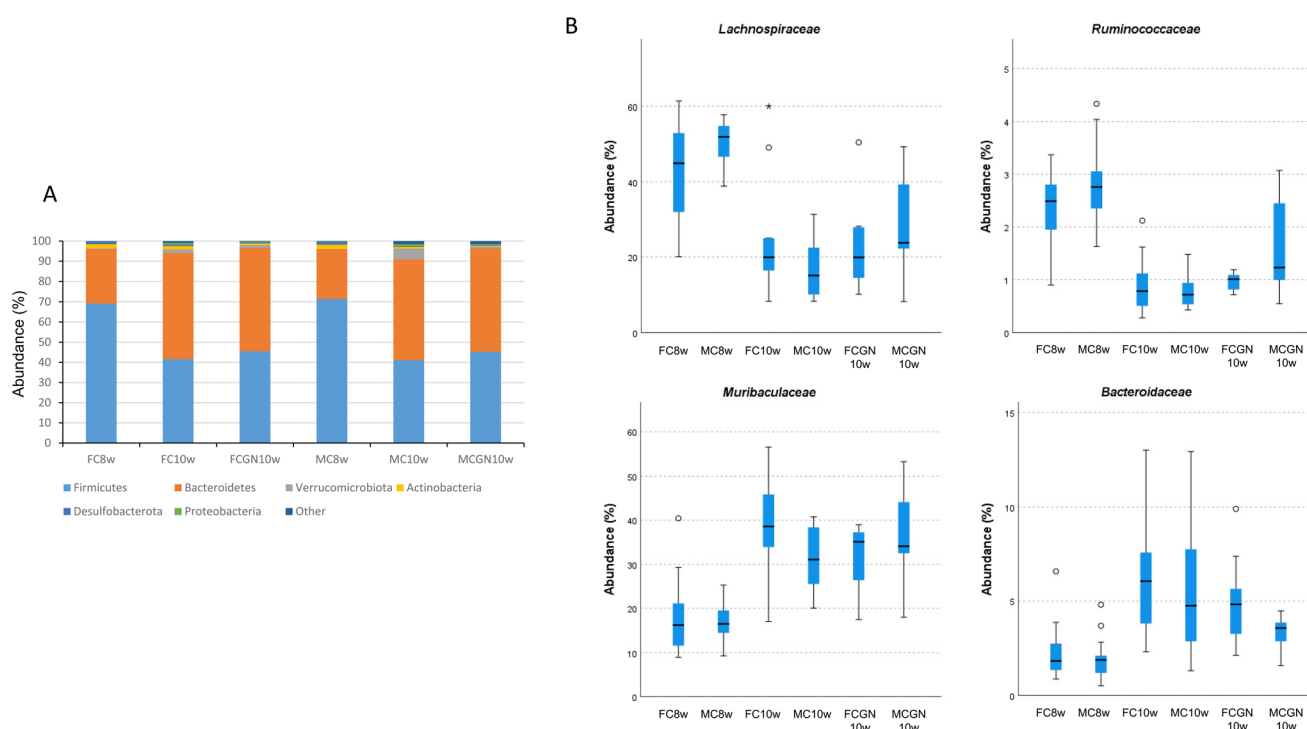 A
Abundance (%)
100
90
80
70
60
50
40
30
20
10
0
FC8w FC10w FCGN10w MC8w MC10w MCGN10w
Firmicutes Bacteroidetes Verrucomicrobiota Actinobacteria
Desulfobacterota Proteobacteria Other
B
Lachnospiraceae
Abundance (%)
60
40
20
0
FC8w MC8w FC10w MC10w FCGN MCGN
10w 10w
Ruminococcaceae
Abundance (%)
5
4
3
2
1
0
FC8w MC8w FC10w MC10w FCGN MCGN
10w 10w
Muribaculaceae
Abundance (%)
60
50
40
30
20
10
0
FC8w MC8w FC10w MC10w FCGN MCGN
10w 10w
Bacteroidaceae
Abundance (%)
15
10
5
0
FC8w MC8w FC10w MC10w FCGN MCGN
10w 10w